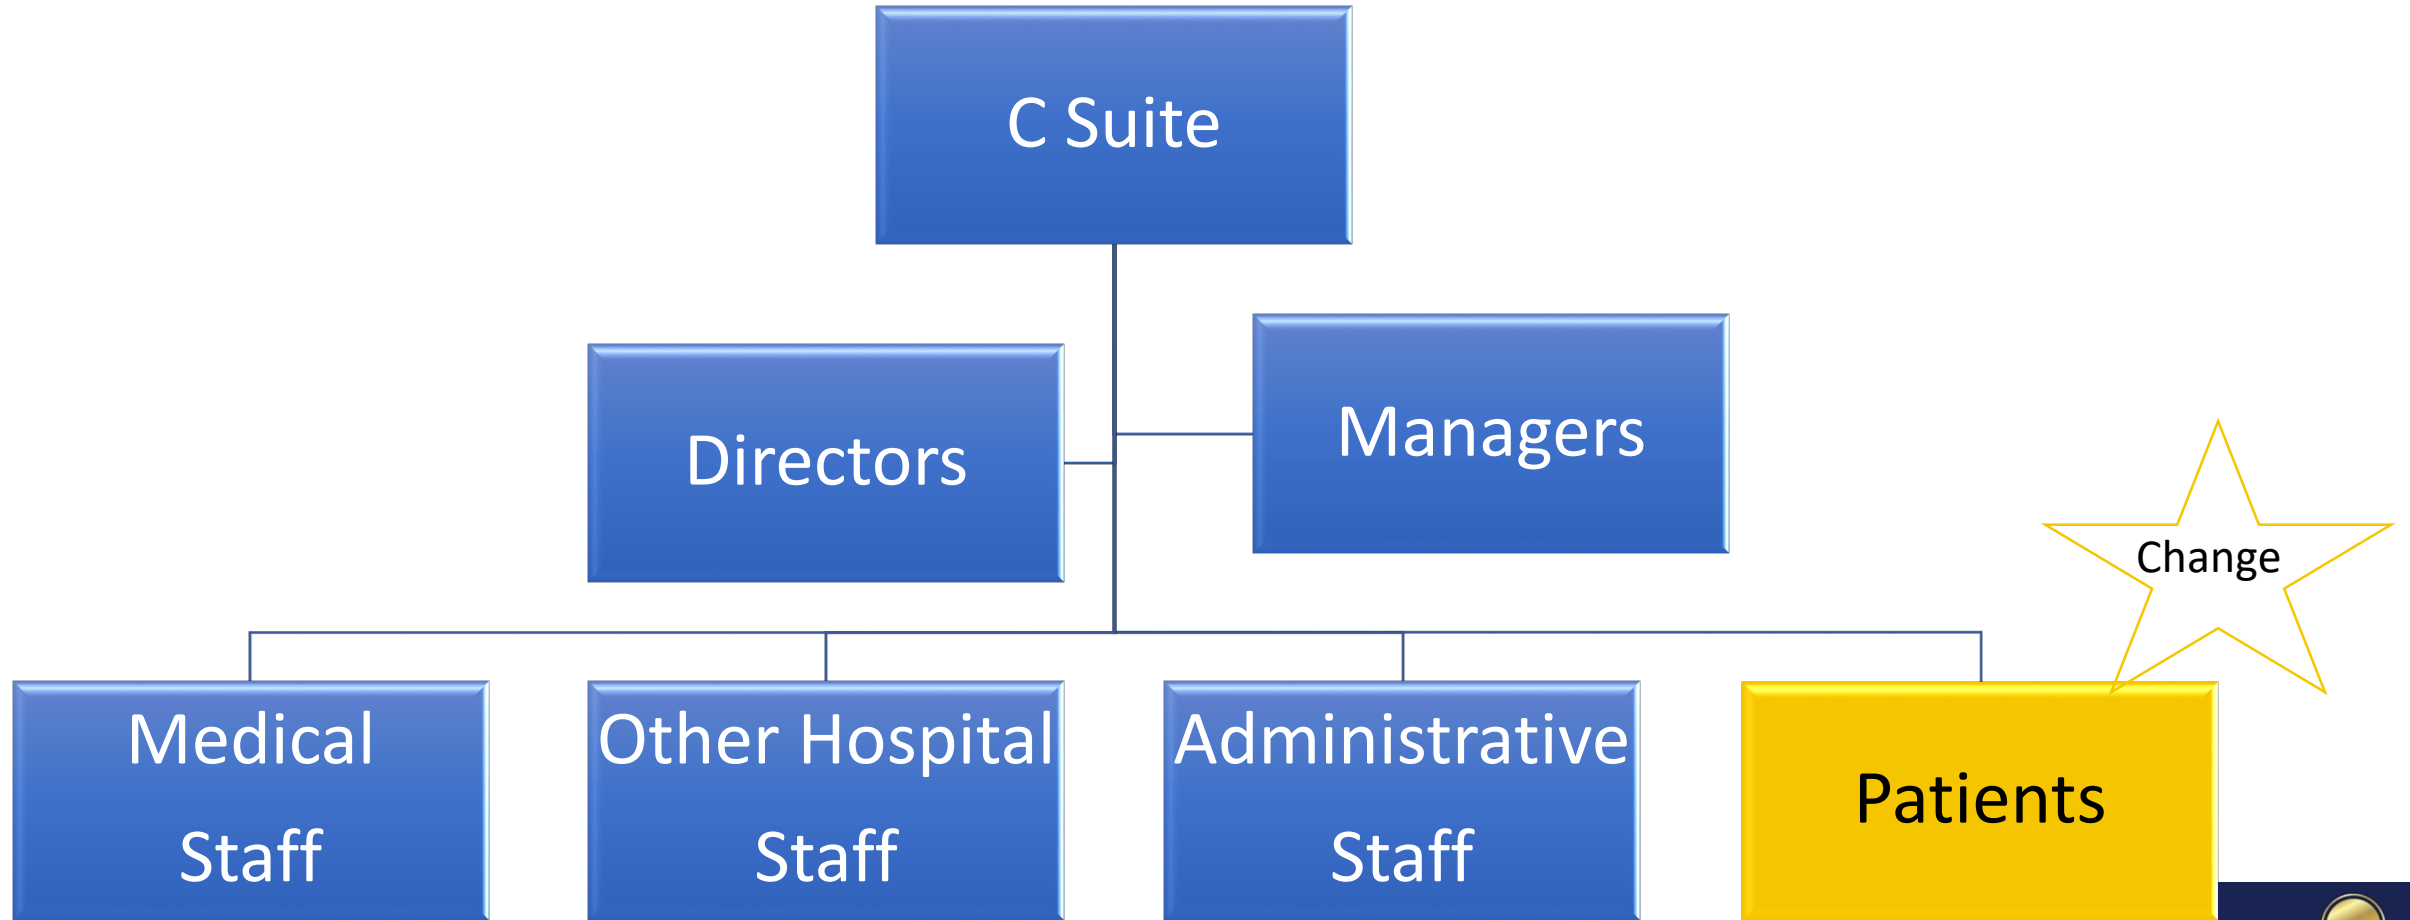 C Suite
Directors
Managers
Change
Medical
Staff
Other Hospital
Staff
Administrative
Staff
Patients